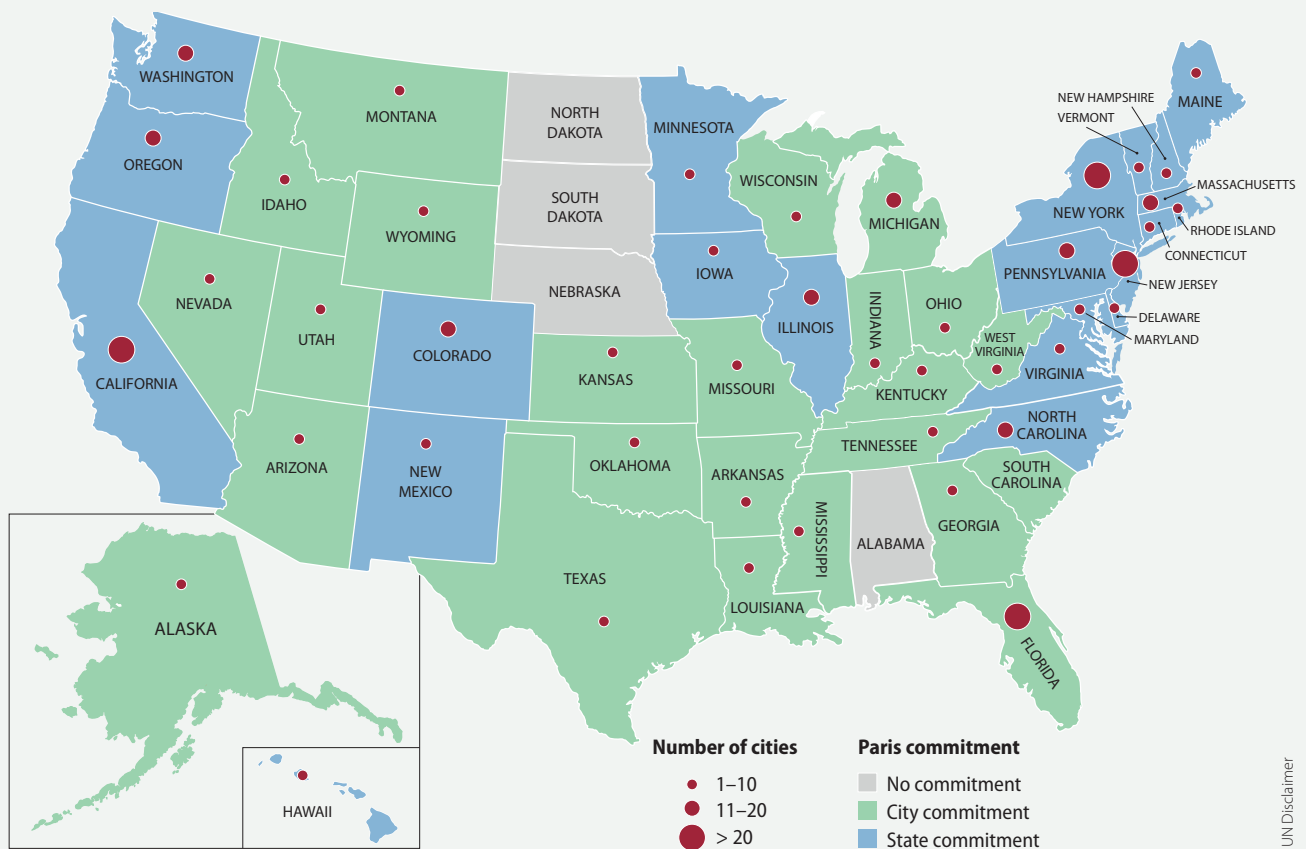 WASHINGTON
OREGON
CALIFORNIA
NEVADA
IDAHO
MONTANA
WYOMING
UTAH
COLORADO
ARIZONA
NEW
MEXICO
NORTH
DAKOTA
SOUTH
DAKOTA
NEBRASKA
KANSAS
OKLAHOMA
TEXAS
MINNESOTA
IOWA
MISSOURI
ARKANSAS
LOUISIANA
WISCONSIN
ILLINOIS
MICHIGAN
INDIANA
OHIO
KENTUCKY
TENNESSEE
MISSISSIPPI
ALABAMA
GEORGIA
FLORIDA
SOUTH
CAROLINA
NORTH
CAROLINA
VIRGINIA
WEST
VIRGINIA
PENNSYLVANIA
NEW YORK
MAINE
NEW HAMPSHIRE
VERMONT
MASSACHUSETTS
RHODE ISLAND
CONNECTICUT
NEW JERSEY
DELAWARE
MARYLAND
ALASKA
HAWAII
Number of cities
1–10
11–20
> 20
Paris commitment
No commitment
City commitment
State commitment
UN Disclaimer